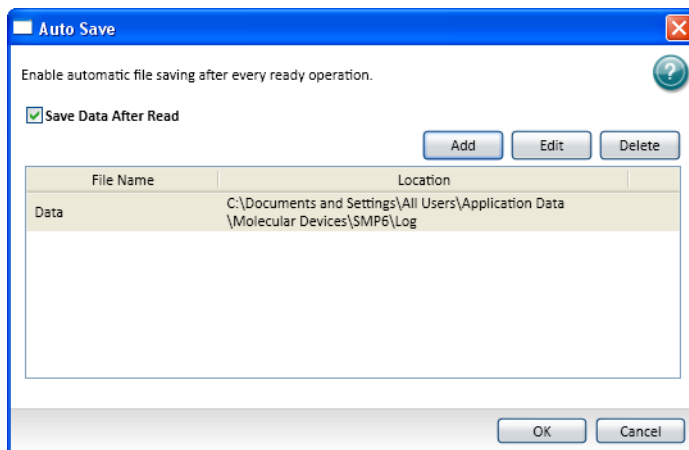 Auto Save
Enable automatic file saving after every ready operation.
?
Save Data After Read
Add Edit Delete
File Name Location
Data C:\Documents and Settings\All Users\Application Data
\Molecular Devices\SMP6\Log
OK Cancel